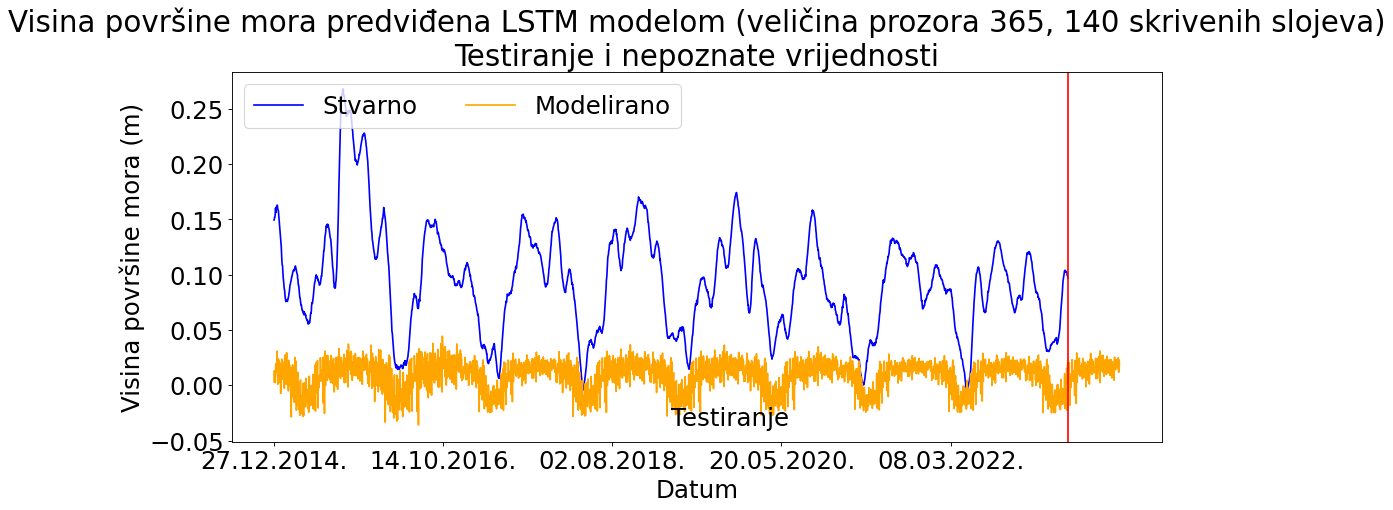 Visina površine mora predviđena LSTM modelom (veličina prozora 365, 140 skrivenih slojeva)
Testiranje i nepoznate vrijednosti
Stvarno Modelirano
Visina površine mora (m)
0.25
0.20
0.15
0.10
0.05
0.00
−0.05
Testiranje
27.12.2014. 14.10.2016. 02.08.2018. 20.05.2020. 08.03.2022.
Datum